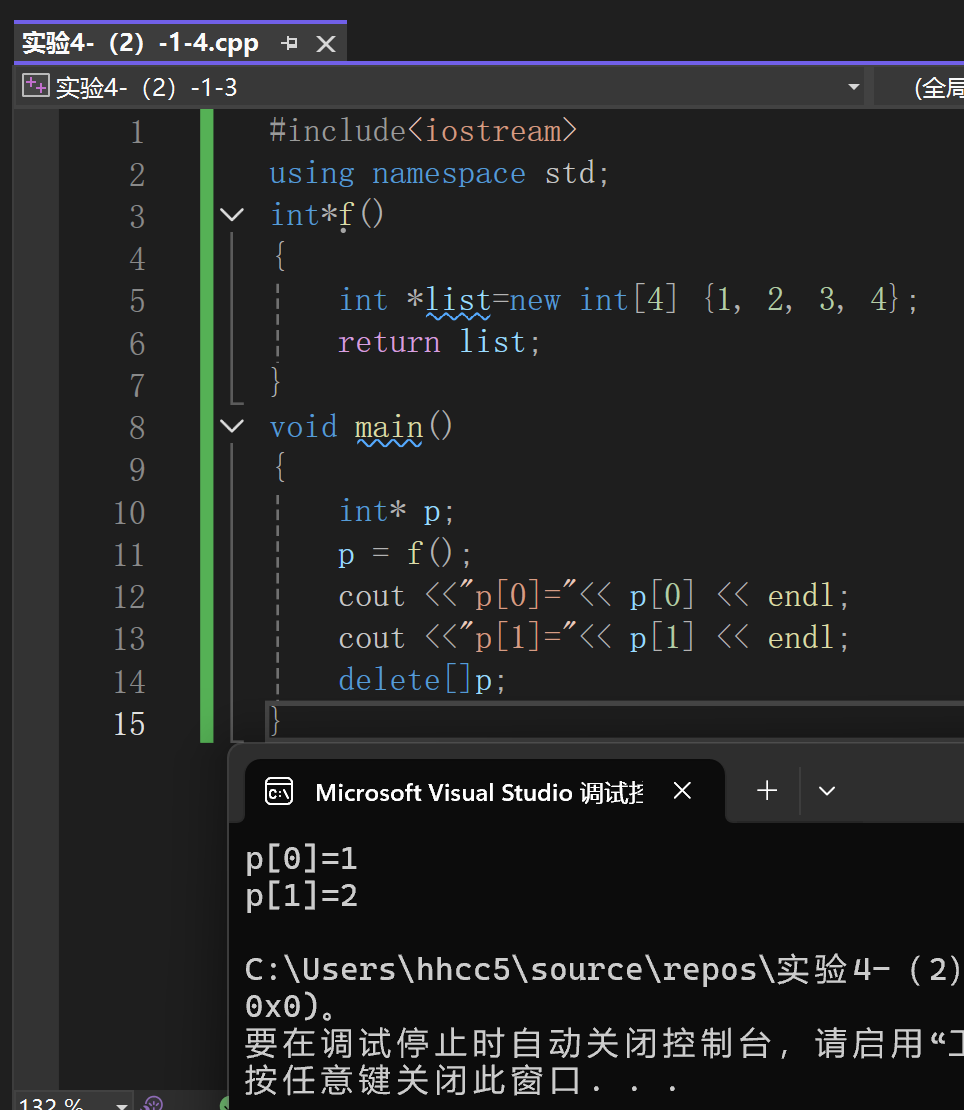 实验4-（2）-1-4.cpp
实验4-（2）-1-3
(全局
1 #include<iostream>
2 using namespace std;
3 int*f()
4 {
5 int *list=new int[4] {1, 2, 3, 4};
6 return list;
7 }
8 void main()
9 {
10 int* p;
11 p = f();
12 cout <<"p[0]="<< p[0] << endl;
13 cout <<"p[1]="<< p[1] << endl;
14 delete[]p;
15 }
Microsoft Visual Studio 调试控
p[0]=1
p[1]=2
C:\Users\hhcc5\source\repos\实验4-（2）
0x0)。
要在调试停止时自动关闭控制台，请启用“工
按任意键关闭此窗口. . .
132 %